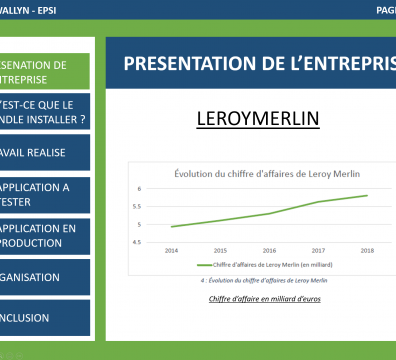 WALLYN - EPSI
PAG
SENATION DE
NTREPRISE
'EST-CE QUE LE
NDLE INSTALLER ?
AVAIL REALISE
APPLICATION A
TESTER
APPLICATION EN
PRODUCTION
GANISATION
NCLUSION
PRESENTATION DE L'ENTREPRIS
LEROYMERLIN
Évolution du chiffre d'affaires de Leroy Merlin
6
5.5
5
4.5
2014 2015 2016 2017 2018
Chiffre d'affaires de Leroy Merlin (en milliard)
4 : Évolution du chiffre d'affaires de Leroy Merlin
Chiffre d'affaire en milliard d'euros